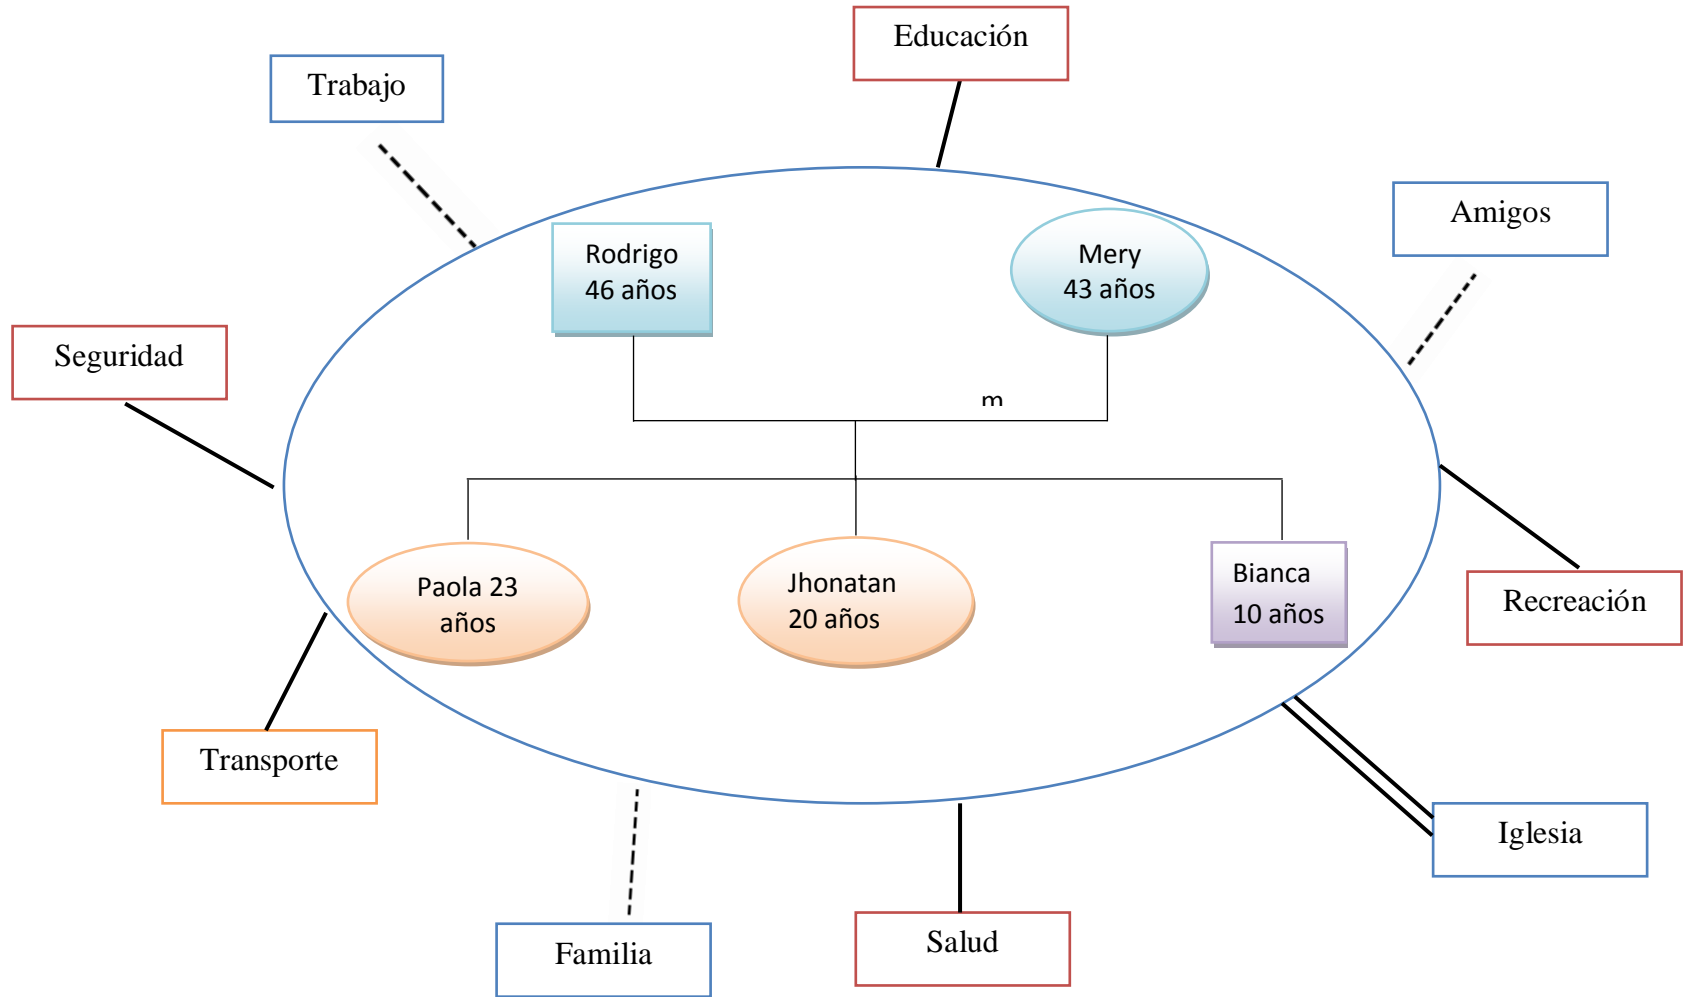 Educación
Trabajo
Amigos
Rodrigo
46 años
Mery
43 años
Seguridad
m
Paola 23
años
Jhonatan
20 años
Bianca
10 años
Recreación
Transporte
Iglesia
Familia
Salud